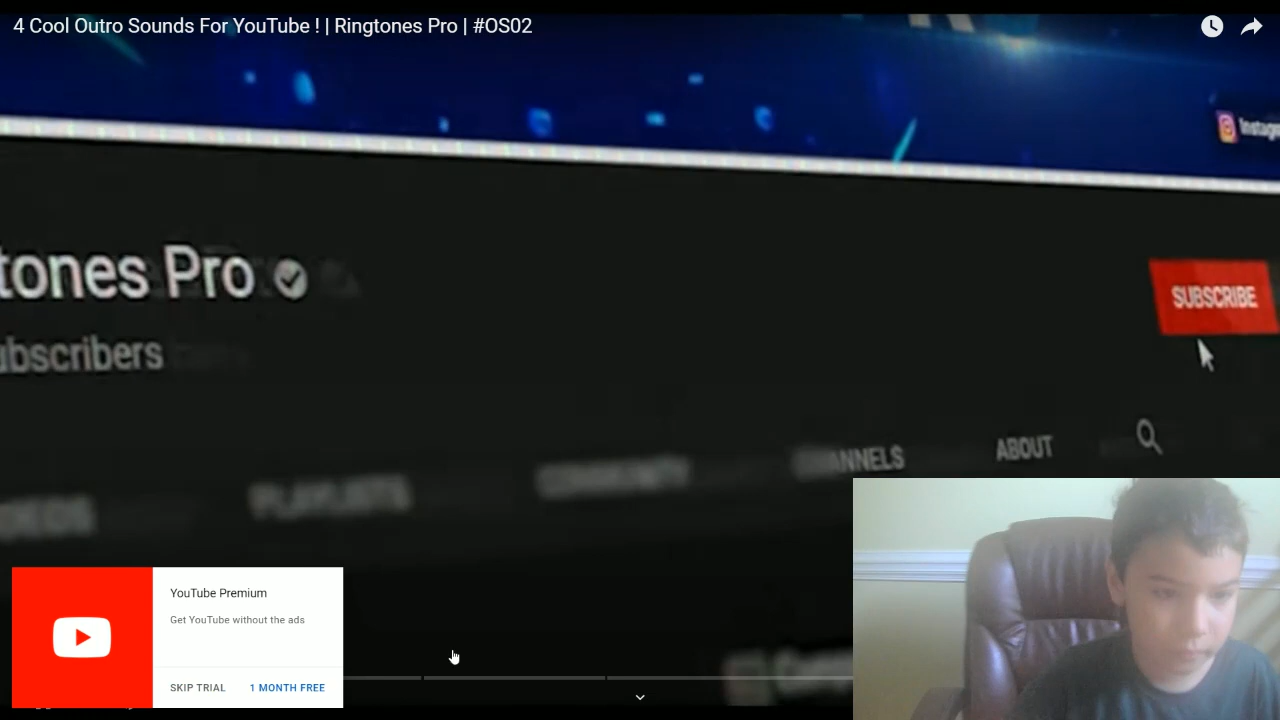 4 Cool Outro Sounds For YouTube ! | Ringtones Pro | #OS02
tones Pro
SUBSCRIBE
ubscribers
PLAYLISTS
COMMUNITY
CHANNELS
ABOUT
YouTube Premium
Get YouTube without the ads
SKIP TRIAL
1 MONTH FREE